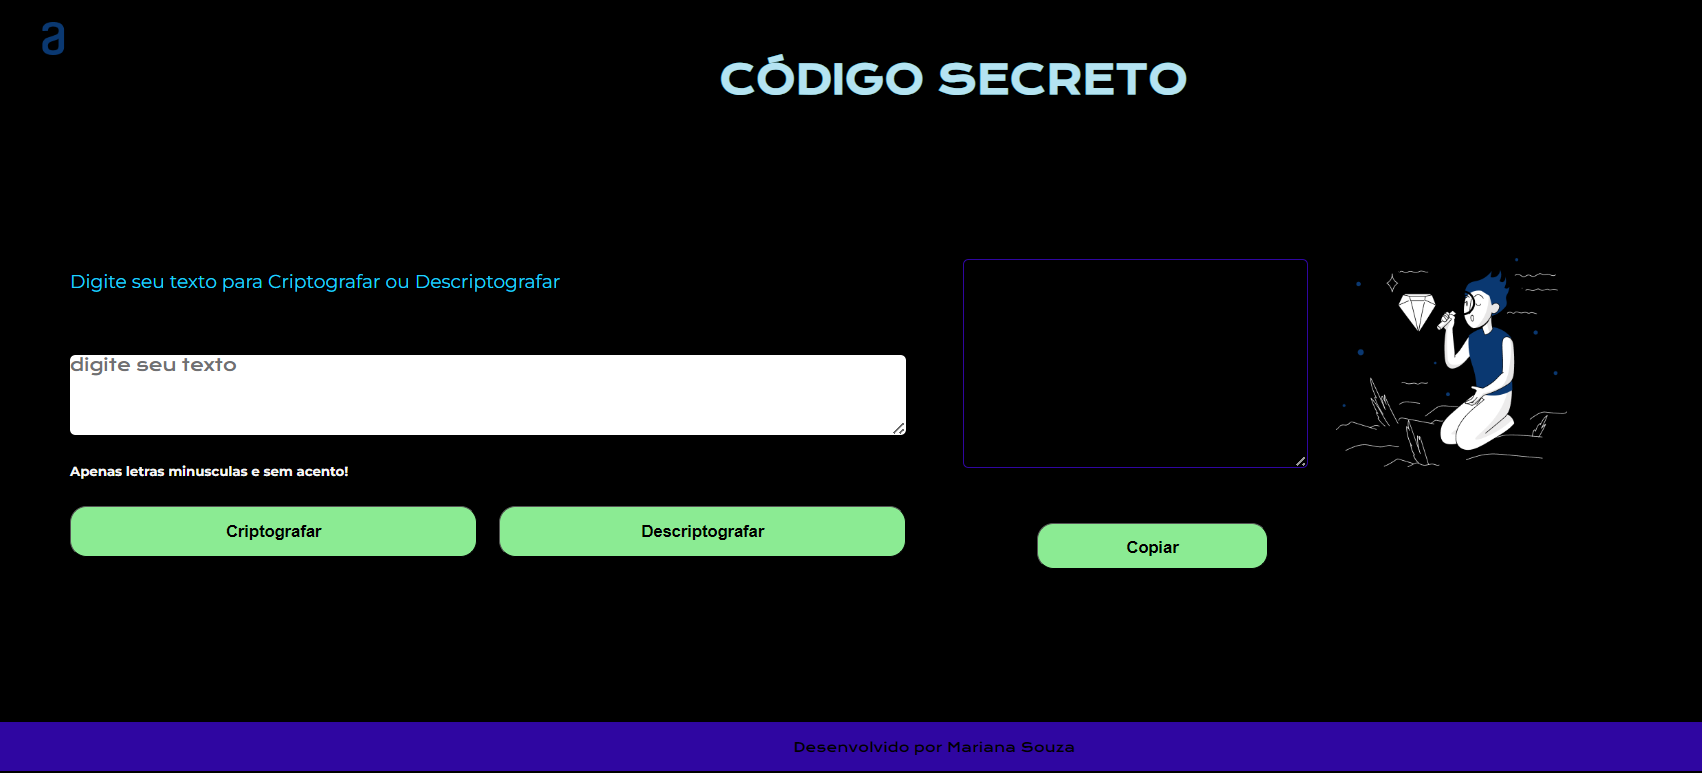 a
CÓDIGO SECRETO
Digite seu texto para Criptografar ou Descriptografar
digite seu texto
Apenas letras minusculas e sem acento!
Criptografar
Descriptografar
Copiar
Desenvolvido por Mariana Souza